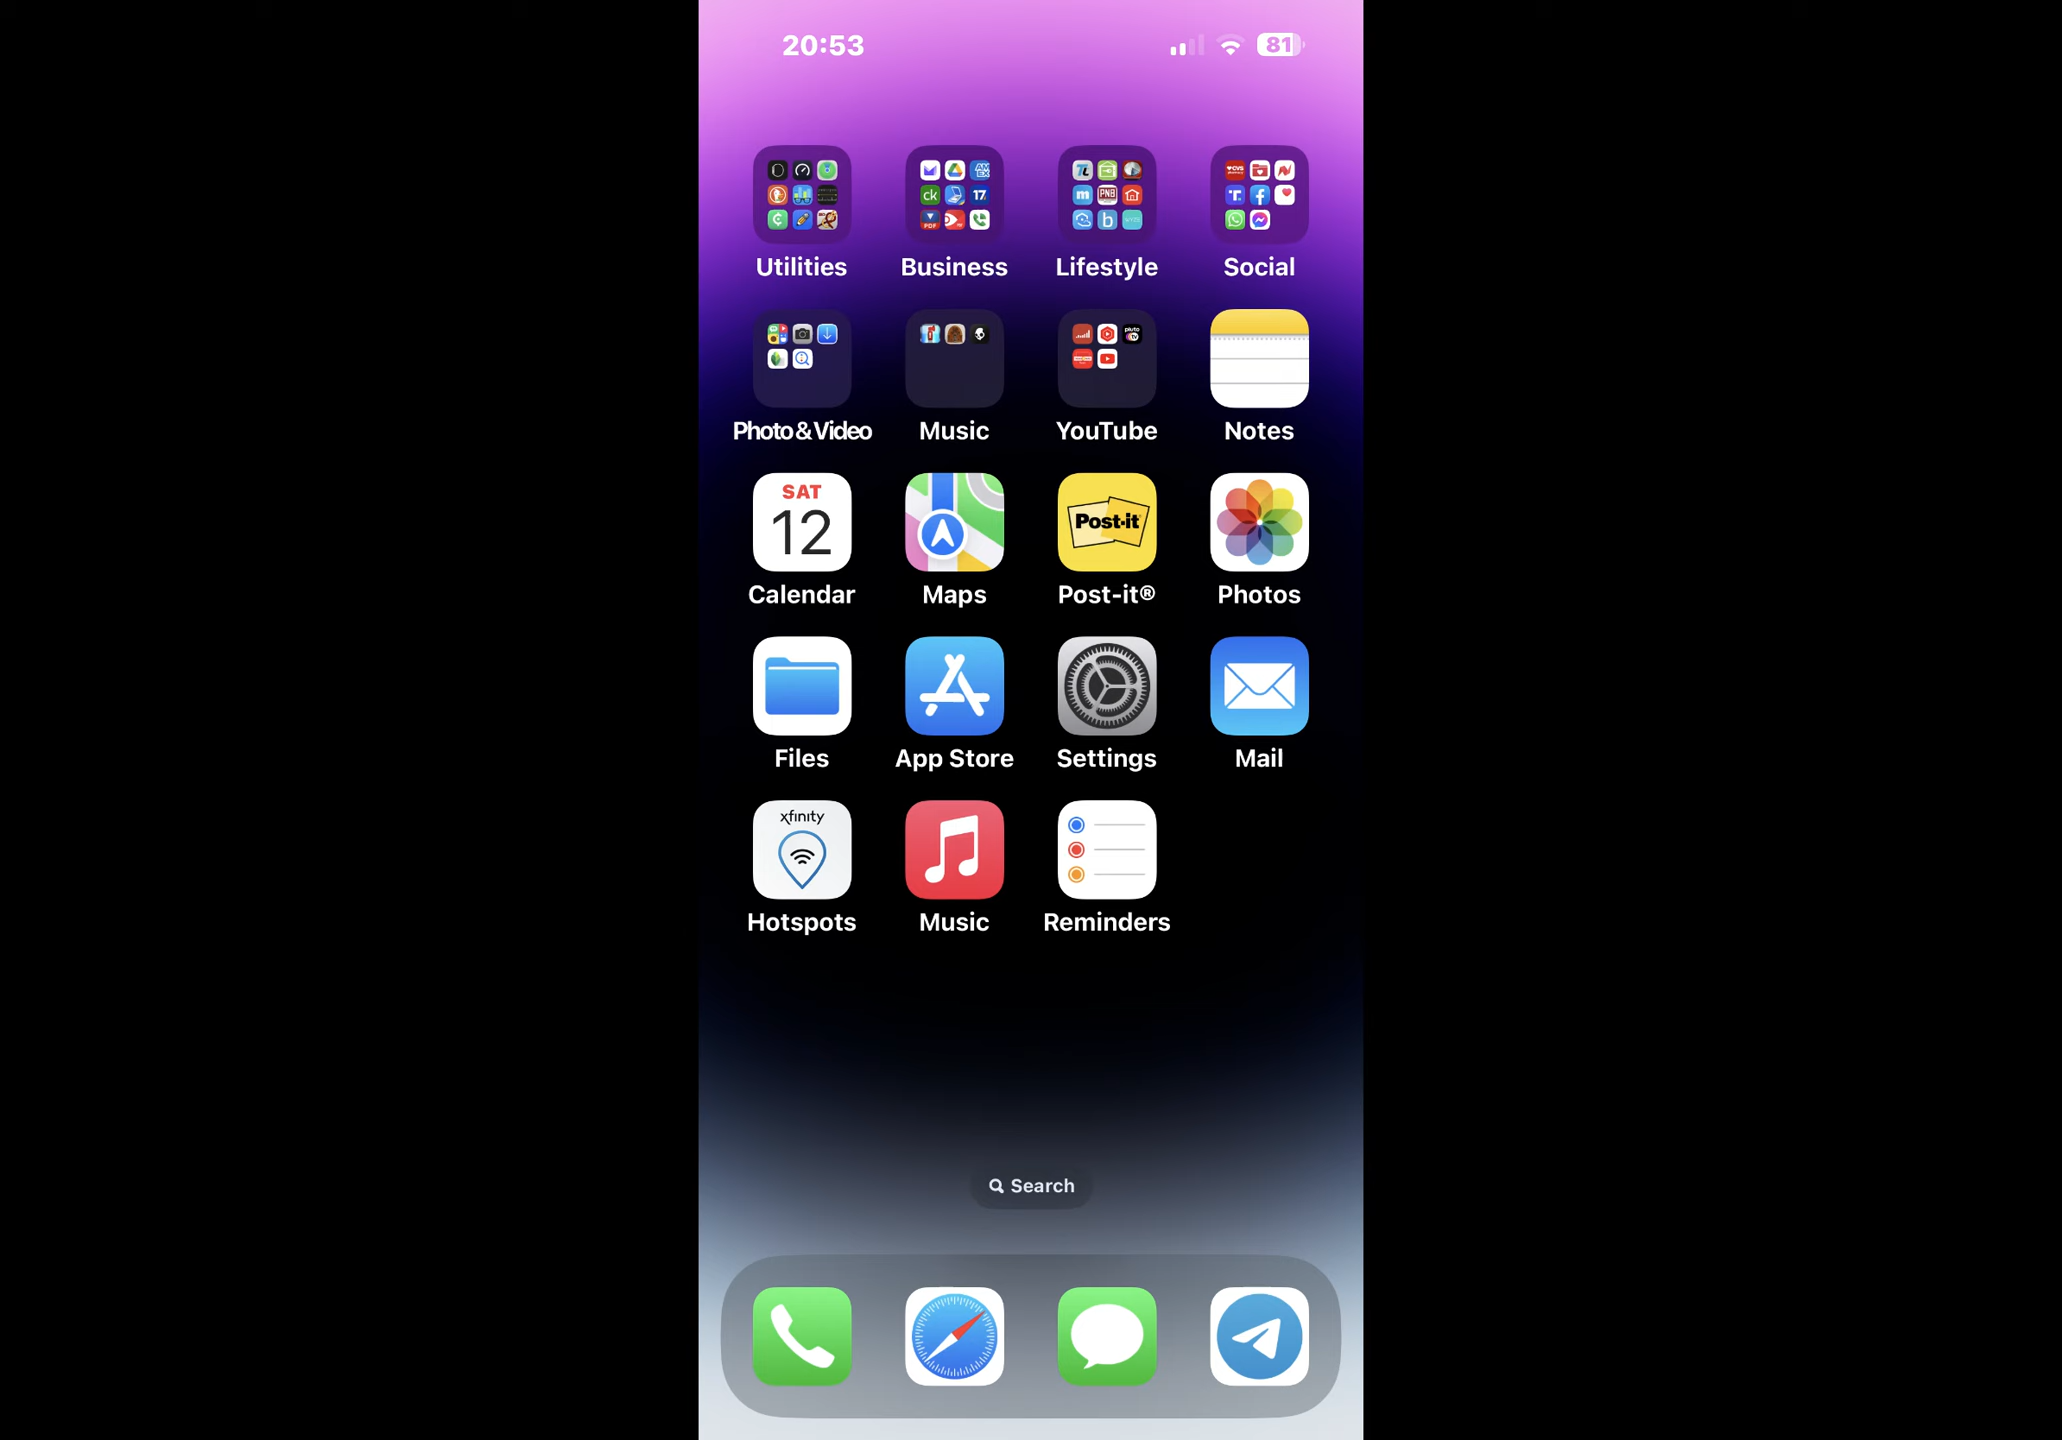 20:53
81
Utilities
Business
Lifestyle
Social
Photo & Video
Music
YouTube
Notes
SAT
12
Post-it
Calendar
Maps
Post-it®
Photos
Files
App Store
Settings
Mail
xfinity
Hotspots
Music
Reminders
Search